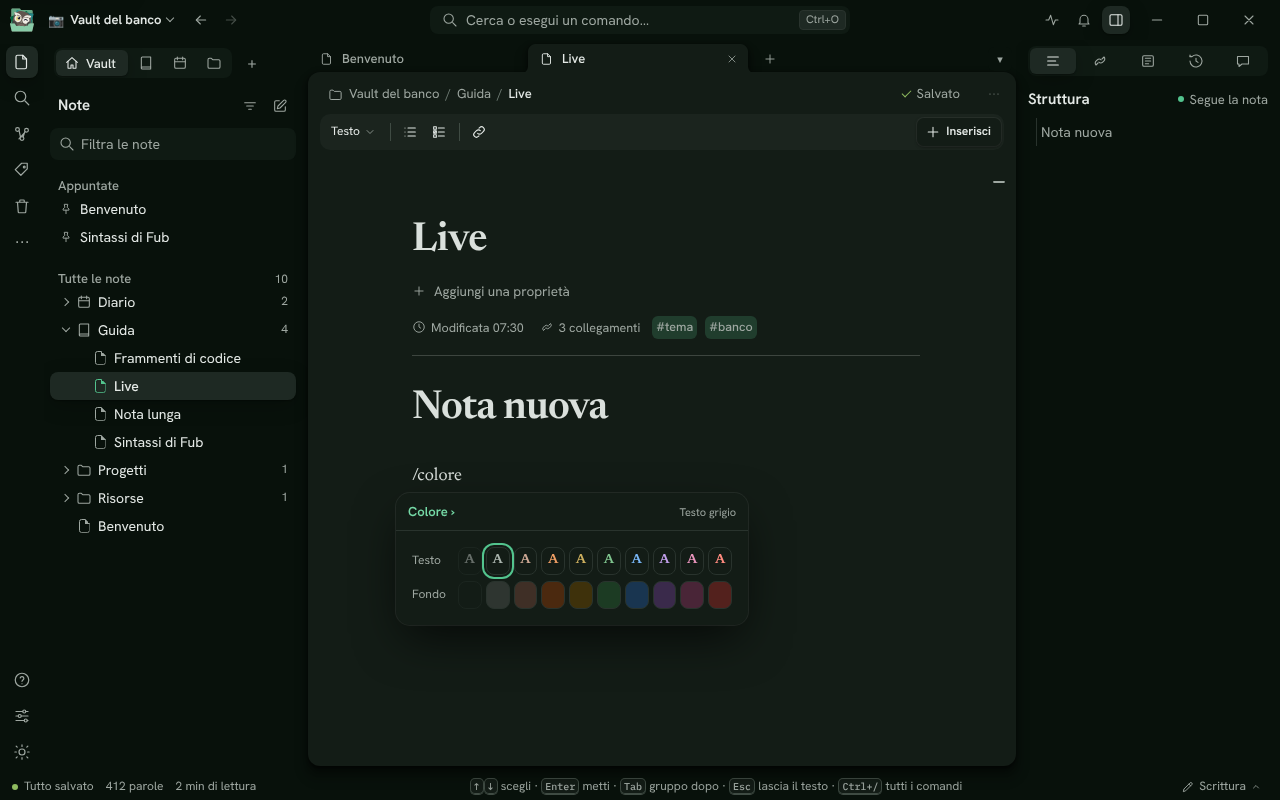 Vault del banco
Cerca o esegui un comando...
Ctrl+O
Vault
Benvenuto
Live
Note
Filtra le note
Appuntate
Benvenuto
Sintassi di Fub
Tutte le note 10
Diario 2
Guida 4
Frammenti di codice
Live
Nota lunga
Sintassi di Fub
Progetti 1
Risorse 1
Benvenuto
Vault del banco / Guida / Live
Salvato
Testo
Inserisci
Live
Aggiungi una proprietà
Modificata 07:30 3 collegamenti #tema #banco
Nota nuova
/colore
Colore › Testo grigio
Testo A A A A A A A A A A
Fondo
Struttura
Segue la nota
Nota nuova
Tutto salvato 412 parole 2 min di lettura
↑ ↓ scegli · Enter metti · Tab gruppo dopo · Esc lascia il testo · Ctrl+/ tutti i comandi
Scrittura